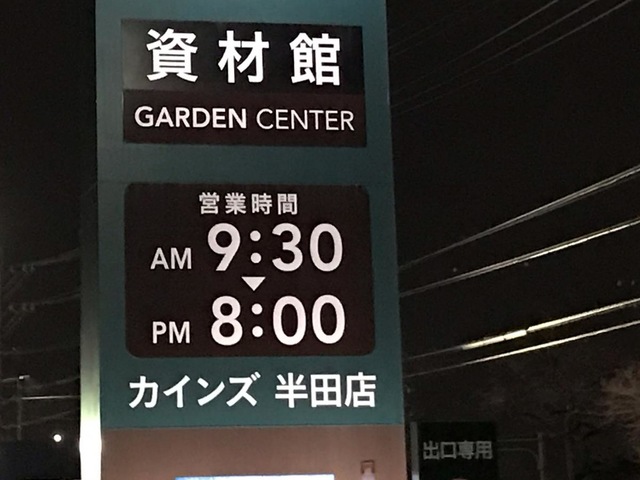 資材館
GARDEN CENTER
営業時間
AM 9:30
▼
PM 8:00
カインズ 半田店
出口専用